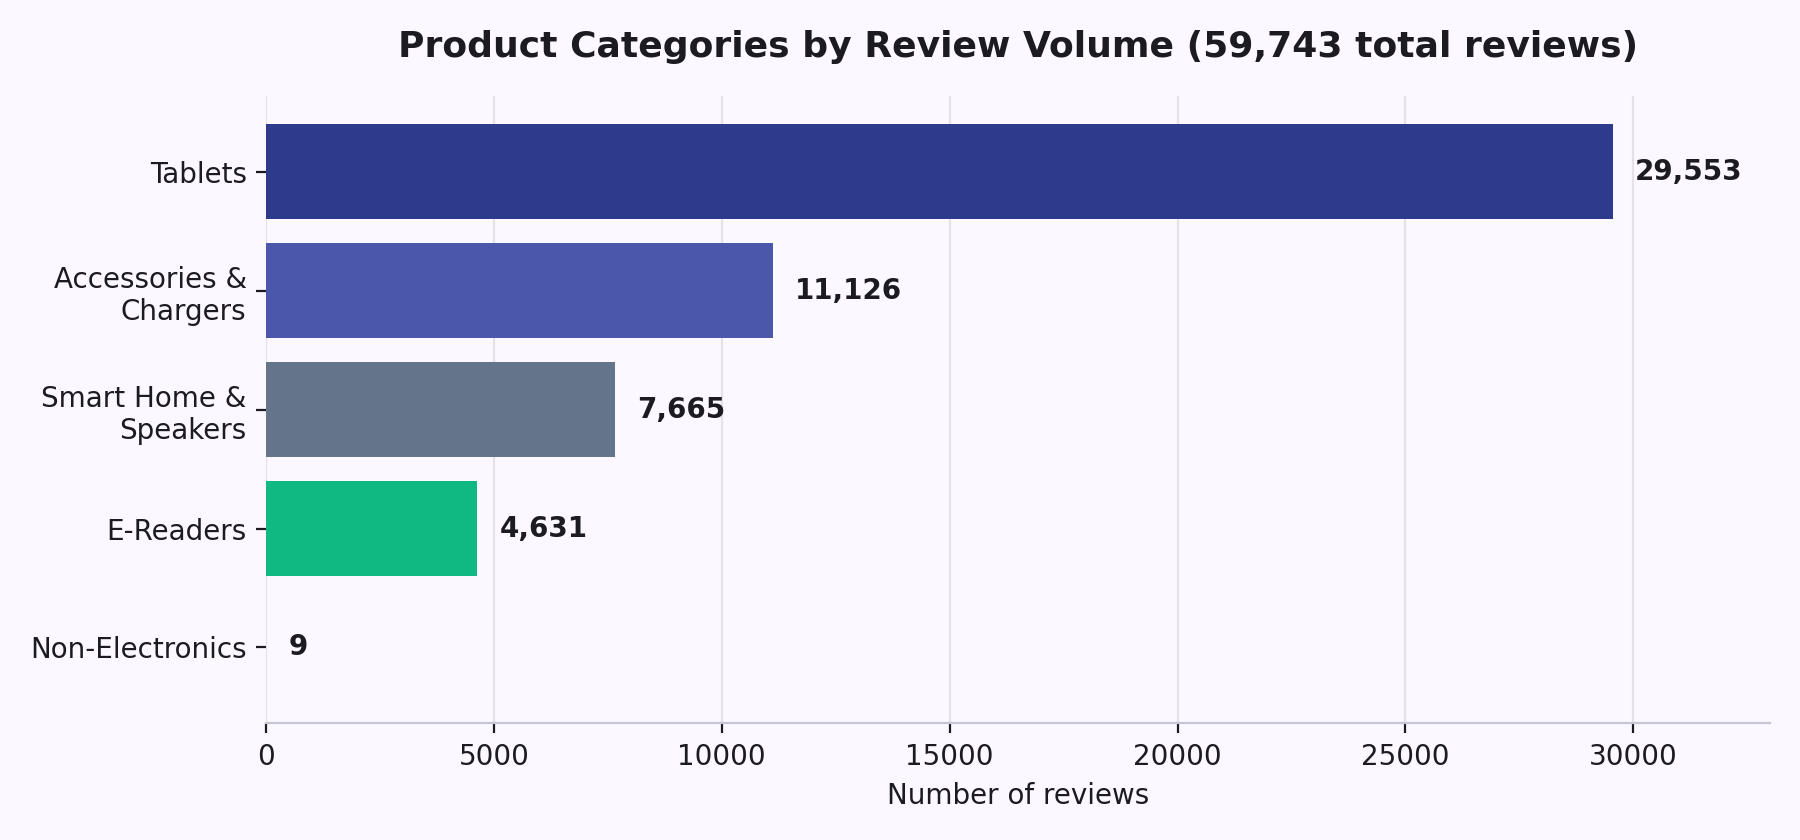 Product Categories by Review Volume (59,743 total reviews)
Tablets
29,553
Accessories &
Chargers
11,126
Smart Home &
Speakers
7,665
E-Readers
4,631
Non-Electronics
9
0 5000 10000 15000 20000 25000 30000
Number of reviews